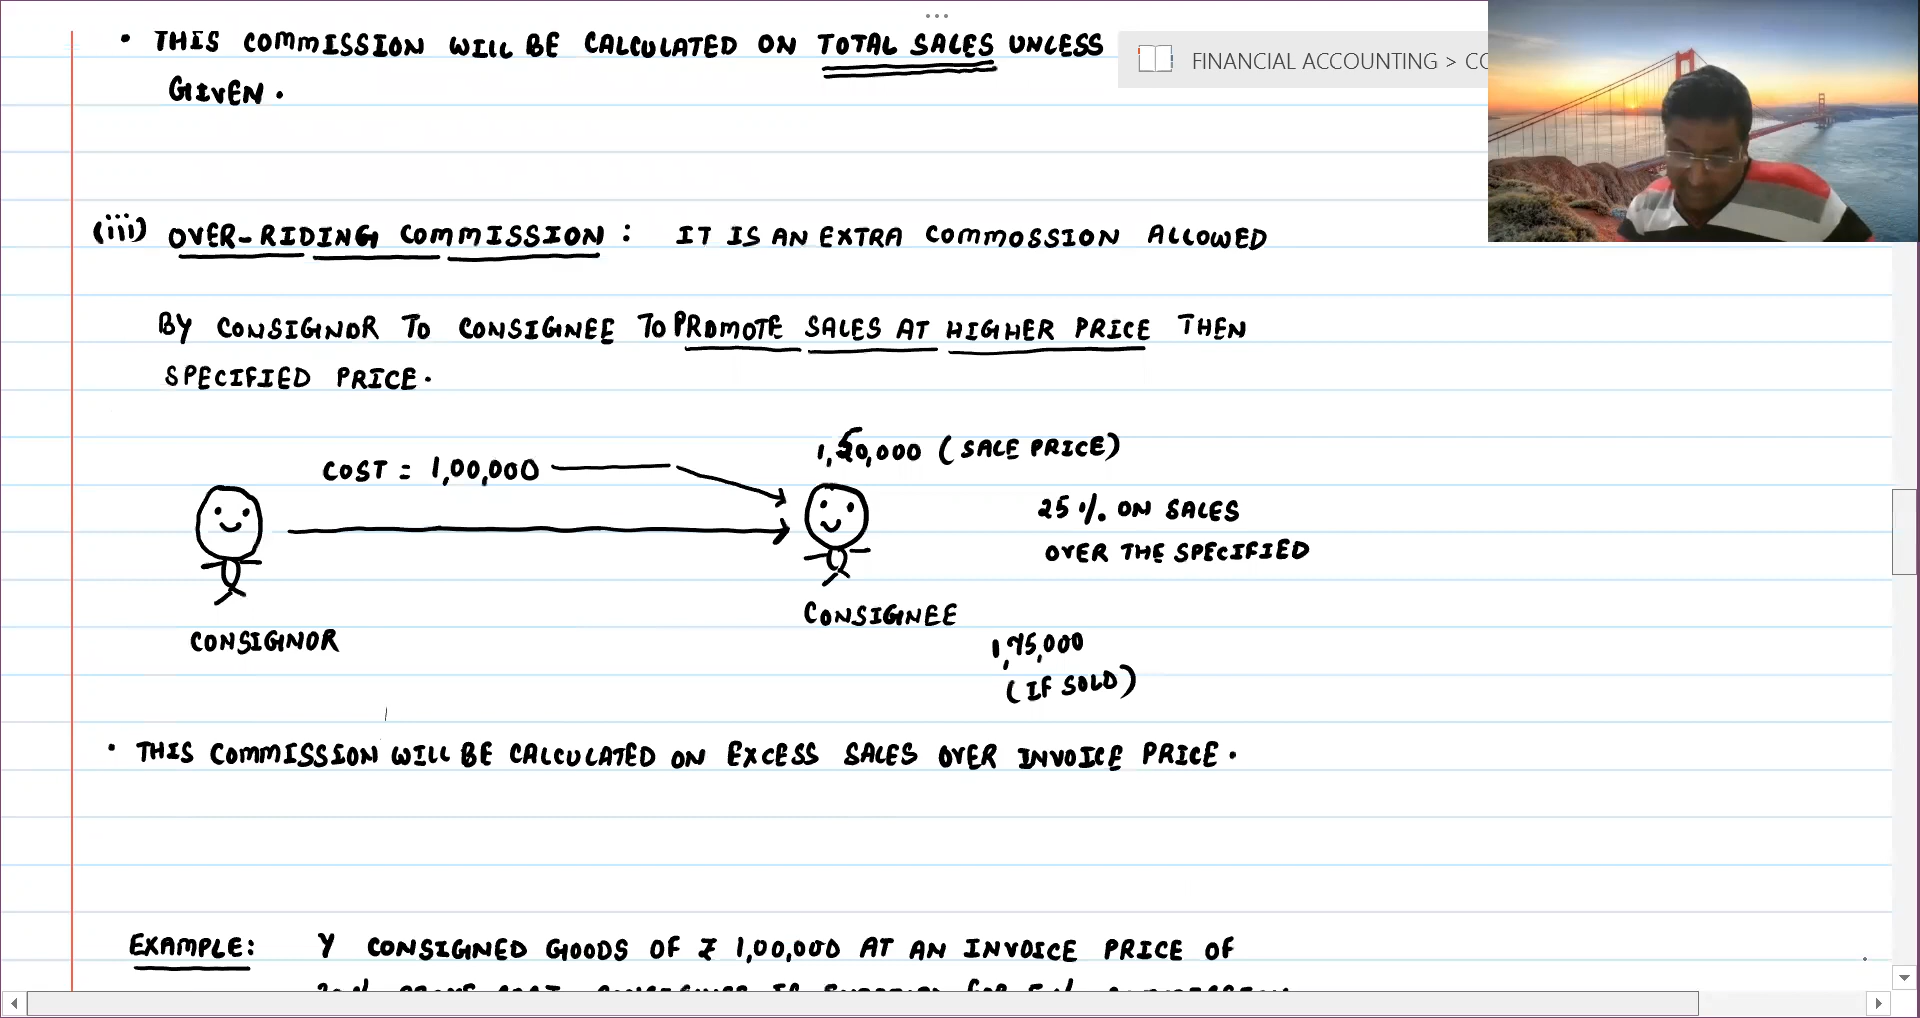 • THIS COMMISSION WILL BE CALCULATED ON TOTAL SALES UNLESS
GIVEN.
FINANCIAL ACCOUNTING > CO
(iii) OVER-RIDING COMMISSION : IT IS AN EXTRA COMMOSSION ALLOWED
BY CONSIGNOR TO CONSIGNEE TO PROMOTE SALES AT HIGHER PRICE THEN
SPECIFIED PRICE.
1,50,000 (SALE PRICE)
COST = 1,00,000
25 % ON SALES
OVER THE SPECIFIED
CONSIGNEE
CONSIGNOR
1,75,000
(IF SOLD)
• THIS COMMISSION WILL BE CALCULATED ON EXCESS SALES OVER INVOICE PRICE.
EXAMPLE: Y CONSIGNED GOODS OF ₹ 1,00,000 AT AN INVOICE PRICE OF